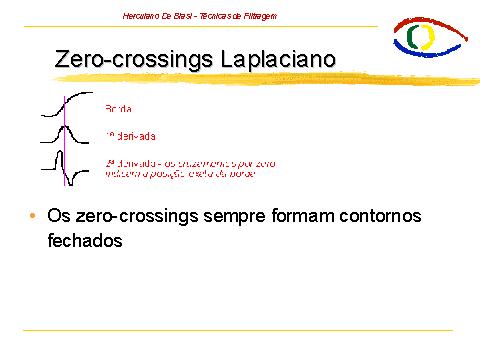 Herculano De Biasi - Técnicas de Filtragem
Zero-crossings Laplaciano
Borda
1ª derivada
2ª derivada - os cruzamentos por zero
indicam a posição exata da borda
• Os zero-crossings sempre formam contornos
fechados